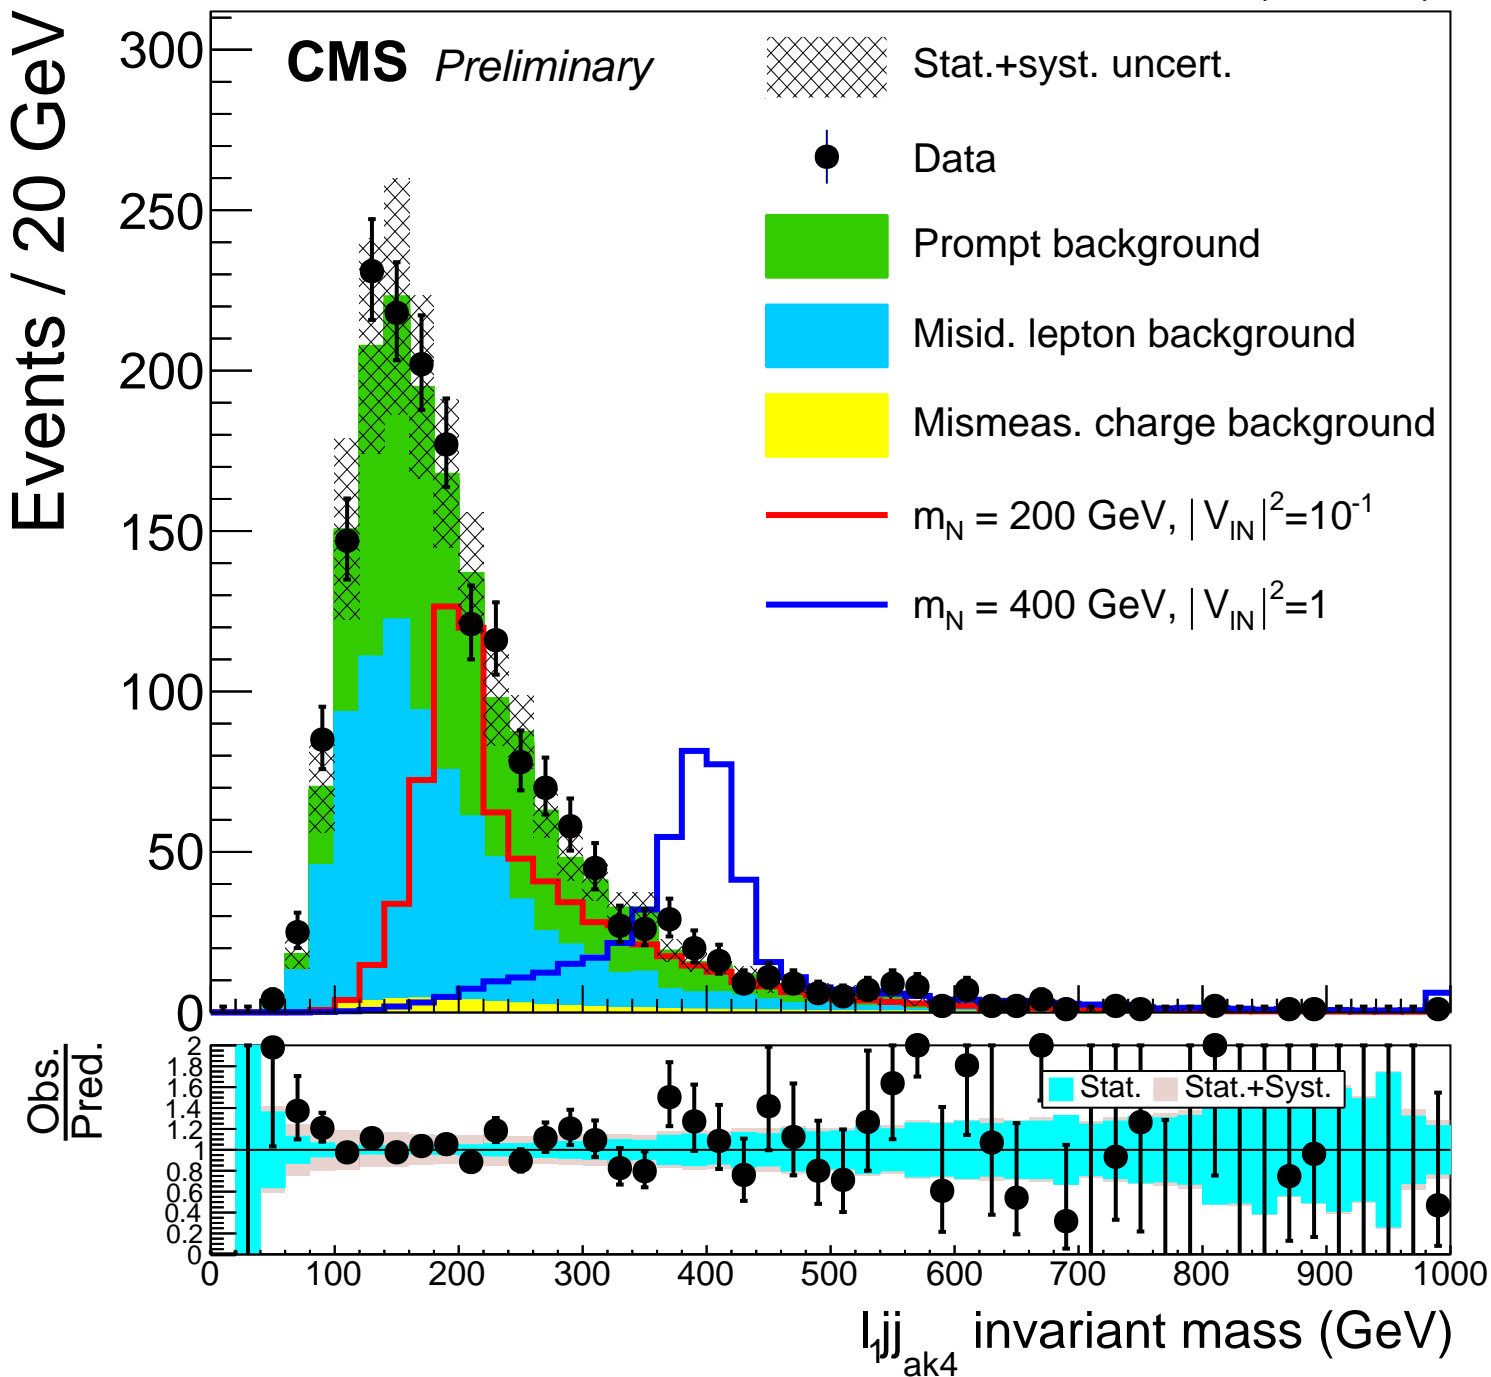 CMS Preliminary
Stat.+syst. uncert.
Data
Prompt background
Misid. lepton background
Mismeas. charge background
m_N = 200 GeV, |V_lN|^2=10^-1
m_N = 400 GeV, |V_lN|^2=1
Events / 20 GeV
300
250
200
150
100
50
0
Obs.
Pred.
2
1.8
1.6
1.4
1.2
1
0.8
0.6
0.4
0.2
0
Stat.
Stat.+Syst.
0 100 200 300 400 500 600 700 800 900 1000
l_1jj_ak4 invariant mass (GeV)